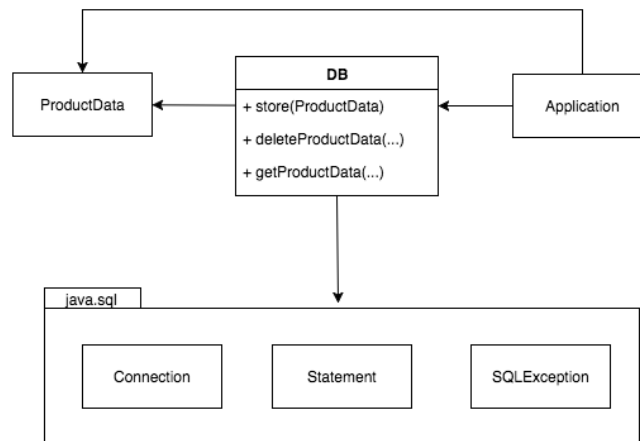 DB
ProductData
+ store(ProductData)
Application
+ deleteProductData(...)
+ getProductData(...)
java.sql
Connection
Statement
SQLException